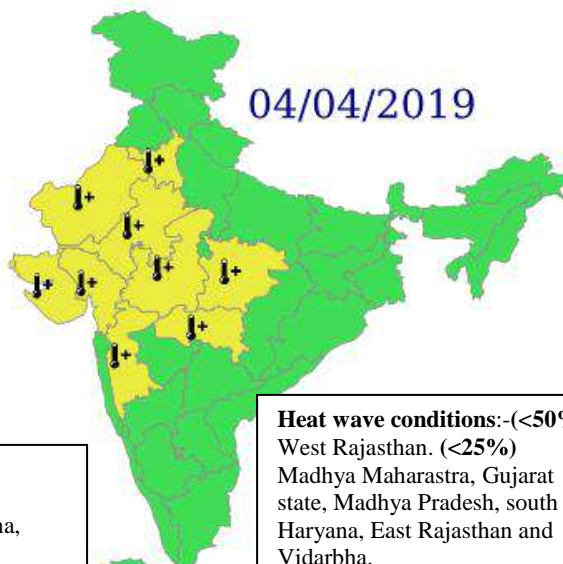 04/04/2019
Heat wave conditions:-(<50%
West Rajasthan. (<25%)
Madhya Maharastra, Gujarat
state, Madhya Pradesh, south
Haryana, East Rajasthan and
Vidarbha.